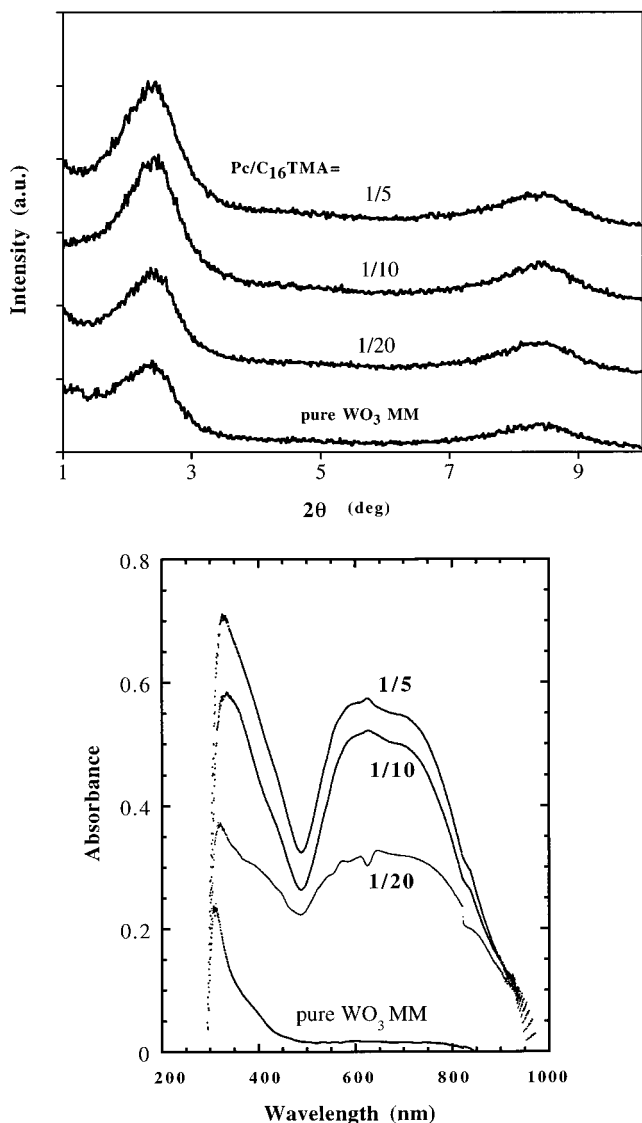 Intensity (a.u.)
Pc/C16TMA=
1/5
1/10
1/20
pure WO3 MM
1 3 5 7 9
2θ (deg)
Absorbance
0.8
0.6
0.4
0.2
0
1/5
1/10
1/20
pure WO3 MM
200 400 600 800 1000
Wavelength (nm)